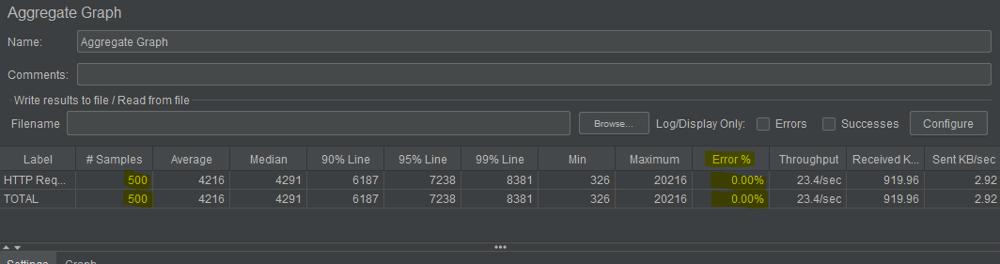 Aggregate Graph
Name: Aggregate Graph
Comments:
Write results to file / Read from file
Filename Browse... Log/Display Only: Errors Successes Configure
Label # Samples Average Median 90% Line 95% Line 99% Line Min Maximum Error % Throughput Received K... Sent KB/sec
HTTP Req... 500 4216 4291 6187 7238 8381 326 20216 0.00% 23.4/sec 919.96 2.92
TOTAL 500 4216 4291 6187 7238 8381 326 20216 0.00% 23.4/sec 919.96 2.92
Settings Graph